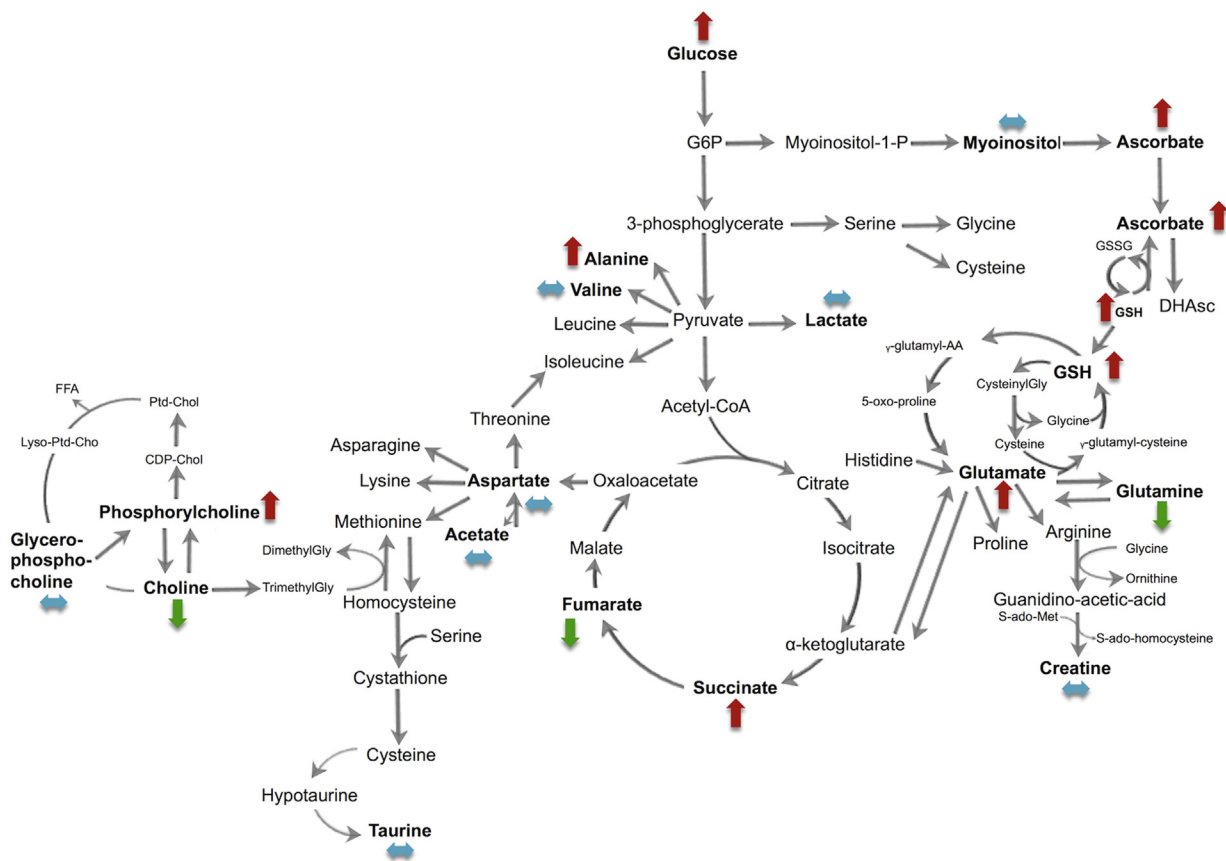 Glucose
G6P
Myoinositol-1-P
Myoinositol
Ascorbate
3-phosphoglycerate
Serine
Glycine
Ascorbate
Cysteine
GSSG
Alanine
Valine
DHAsc
GSH
Leucine
Pyruvate
Lactate
Isoleucine
γ-glutamyl-AA
GSH
CysteinylGly
FFA
Ptd-Chol
Acetyl-CoA
5-oxo-proline
Threonine
Glycine
Lyso-Ptd-Cho
Asparagine
Cysteine
γ-glutamyl-cysteine
CDP-Chol
Histidine
Glutamate
Lysine
Aspartate
Oxaloacetate
Citrate
Glutamine
Phosphorylcholine
Methionine
Acetate
Arginine
Glycero-
phospho-
choline
DimethylGly
Malate
Isocitrate
Proline
Glycine
Ornithine
Choline
TrimethylGly
Homocysteine
Fumarate
Guanidino-acetic-acid
S-ado-Met
Serine
α-ketoglutarate
S-ado-homocysteine
Cystathione
Succinate
Creatine
Cysteine
Hypotaurine
Taurine